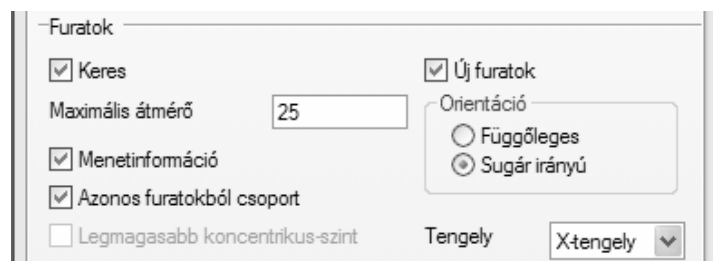 Furatok
Keres
Új furatok
Maximális átmérő 25
Orientáció
Függőleges
Sugár irányú
Menetinformáció
Azonos furatokból csoport
Legmagasabb koncentrikus-szint
Tengely X-tengely